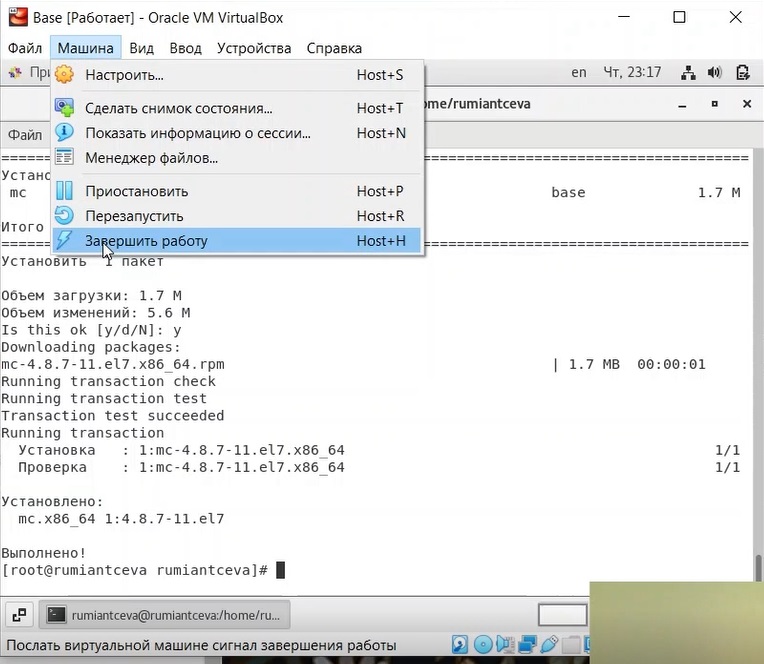 Base [Работает] - Oracle VM VirtualBox
Файл Машина Вид Ввод Устройства Справка
en Чт, 23:17
ome/rumiantceva
Файл
Настроить... Host+S
Сделать снимок состояния... Host+T
Показать информацию о сессии... Host+N
Менеджер файлов...
Приостановить Host+P
Перезапустить Host+R
Завершить работу Host+H
================================================================================
Устано
mc base 1.7 M
Итого
================================================================================
Установить 1 пакет
Объем загрузки: 1.7 M
Объем изменений: 5.6 M
Is this ok [y/d/N]: y
Downloading packages:
mc-4.8.7-11.el7.x86_64.rpm | 1.7 MB 00:00:01
Running transaction check
Running transaction test
Transaction test succeeded
Running transaction
Установка : 1:mc-4.8.7-11.el7.x86_64 1/1
Проверка : 1:mc-4.8.7-11.el7.x86_64 1/1
Установлено:
mc.x86_64 1:4.8.7-11.el7
Выполнено!
[root@rumiantceva rumiantceva]#
rumiantceva@rumiantceva:/home/ru...
Послать виртуальной машине сигнал завершения работы